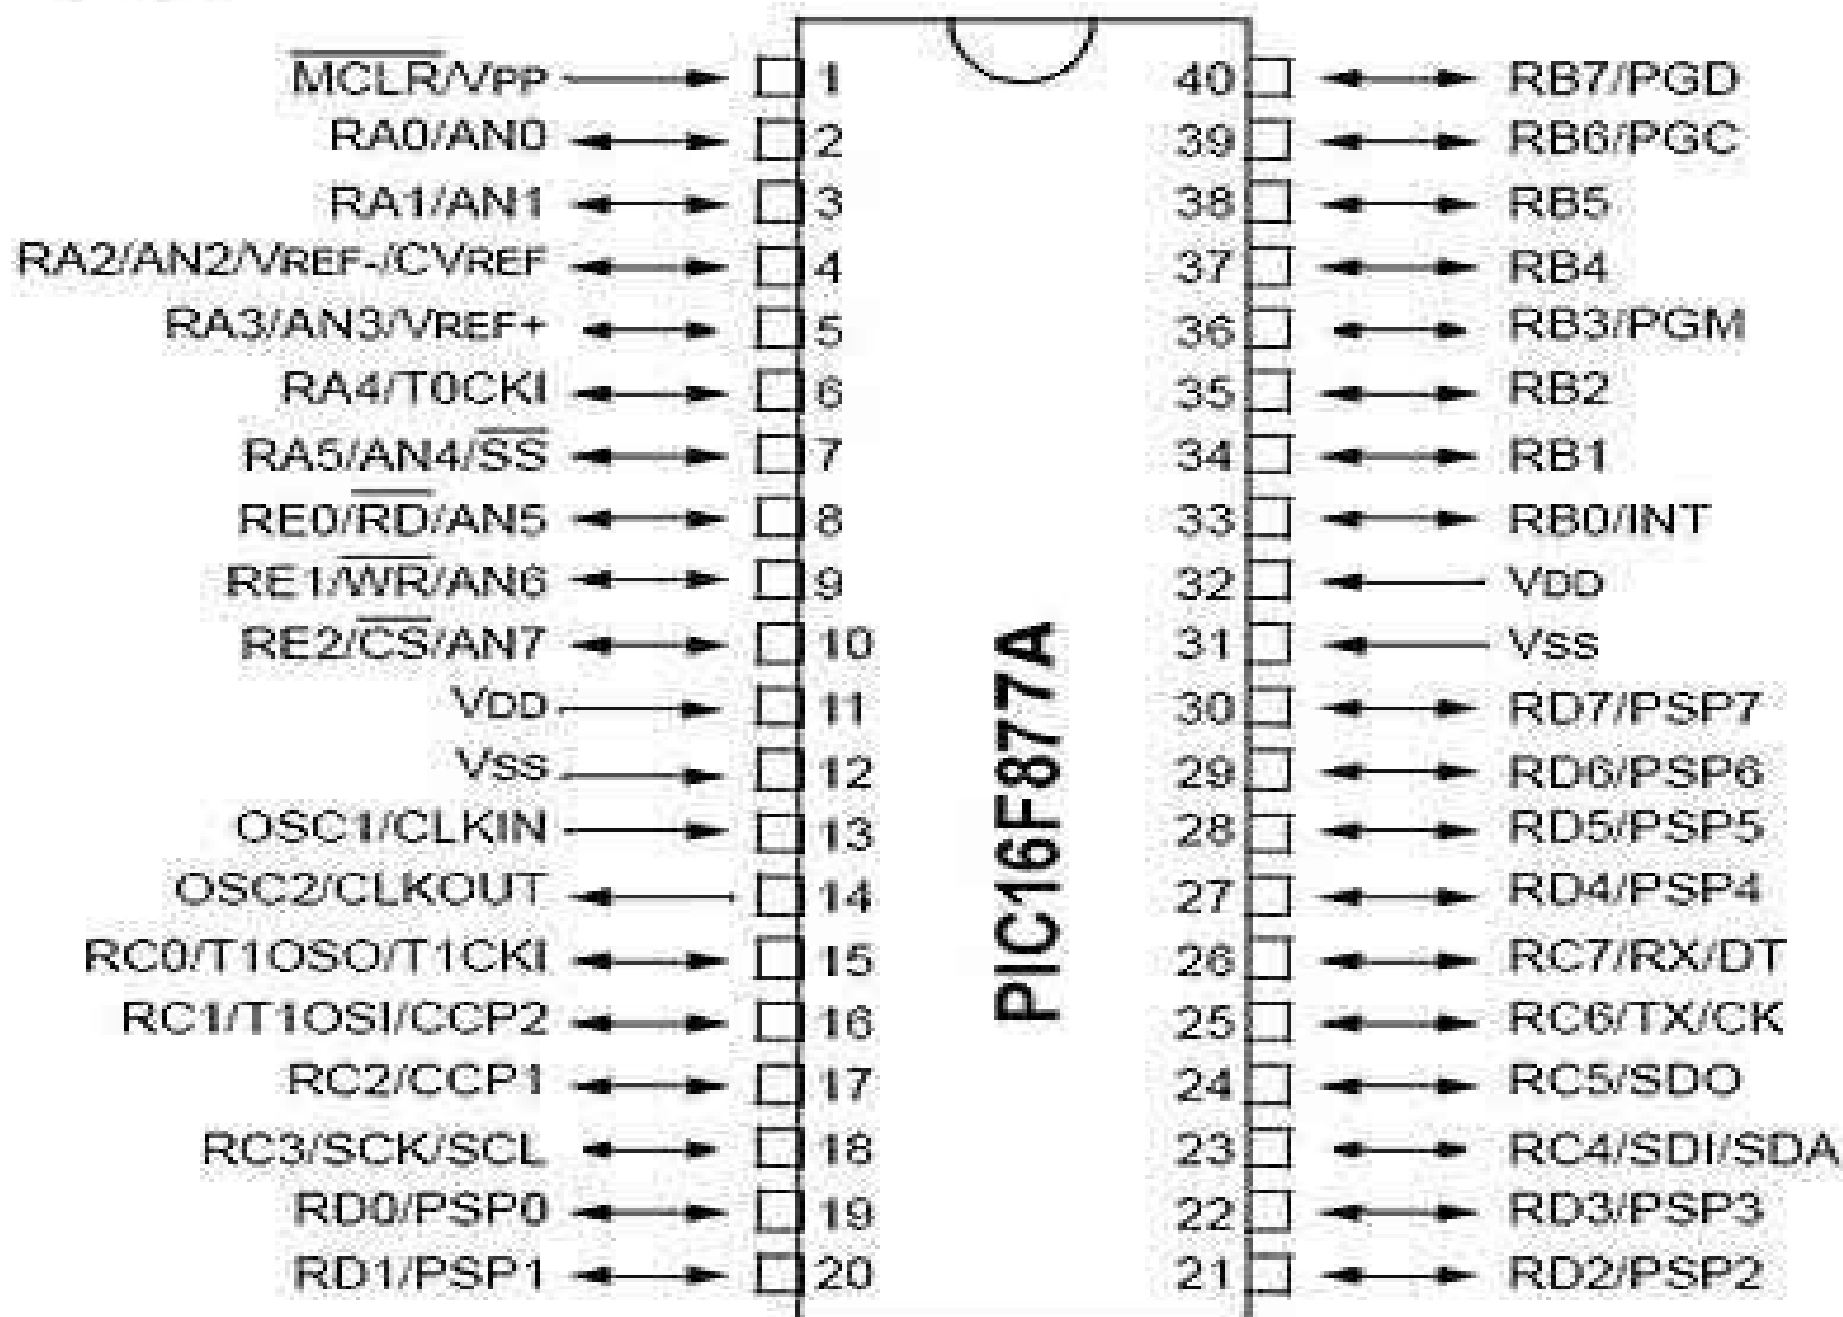 MCLR/VPP 1 40 RB7/PGD
RA0/AN0 2 39 RB6/PGC
RA1/AN1 3 38 RB5
RA2/AN2/VREF-/CVREF 4 37 RB4
RA3/AN3/VREF+ 5 36 RB3/PGM
RA4/T0CKI 6 35 RB2
RA5/AN4/SS 7 34 RB1
RE0/RD/AN5 8 33 RB0/INT
RE1/WR/AN6 9 32 VDD
RE2/CS/AN7 10 31 VSS
VDD 11 30 RD7/PSP7
VSS 12 29 RD6/PSP6
OSC1/CLKIN 13 28 RD5/PSP5
OSC2/CLKOUT 14 27 RD4/PSP4
RC0/T1OSO/T1CKI 15 26 RC7/RX/DT
RC1/T1OSI/CCP2 16 25 RC6/TX/CK
RC2/CCP1 17 24 RC5/SDO
RC3/SCK/SCL 18 23 RC4/SDI/SDA
RD0/PSP0 19 22 RD3/PSP3
RD1/PSP1 20 21 RD2/PSP2
PIC16F877A